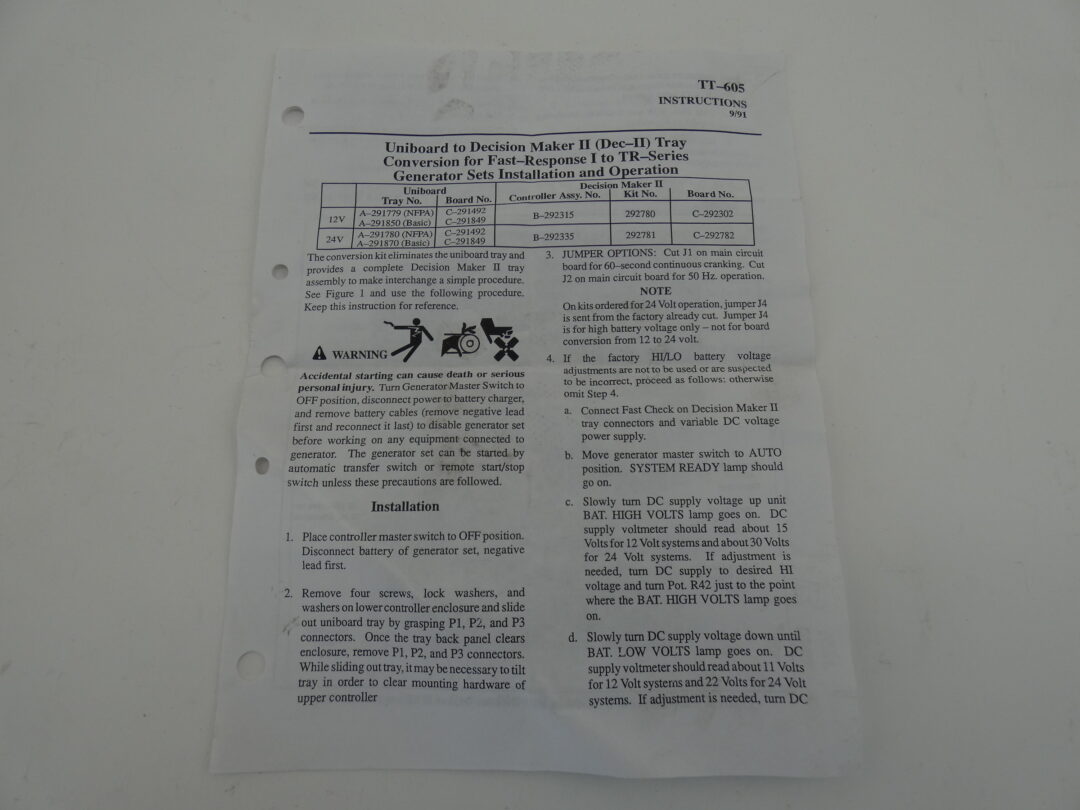 TT–605
INSTRUCTIONS
9/91
Uniboard to Decision Maker II (Dec–II) Tray
Conversion for Fast–Response I to TR–Series
Generator Sets Installation and Operation
Uniboard Decision Maker II
Tray No. Board No. Controller Assy. No. Kit No. Board No.
12V A–291779 (NFPA) C–291492 B–292315 292780 C–292302
A–291850 (Basic) C–291849
24V A–291780 (NFPA) C–291492 B–292335 292781 C–292782
A–291870 (Basic) C–291849
The conversion kit eliminates the uniboard tray and
provides a complete Decision Maker II tray
assembly to make interchange a simple procedure.
See Figure 1 and use the following procedure.
Keep this instruction for reference.
WARNING
Accidental starting can cause death or serious
personal injury. Turn Generator Master Switch to
OFF position, disconnect power to battery charger,
and remove battery cables (remove negative lead
first and reconnect it last) to disable generator set
before working on any equipment connected to
generator. The generator set can be started by
automatic transfer switch or remote start/stop
switch unless these precautions are followed.
Installation
1. Place controller master switch to OFF position.
Disconnect battery of generator set, negative
lead first.
2. Remove four screws, lock washers, and
washers on lower controller enclosure and slide
out uniboard tray by grasping P1, P2, and P3
connectors. Once the tray back panel clears
enclosure, remove P1, P2, and P3 connectors.
While sliding out tray, it may be necessary to tilt
tray in order to clear mounting hardware of
upper controller
3. JUMPER OPTIONS: Cut J1 on main circuit
board for 60–second continuous cranking. Cut
J2 on main circuit board for 50 Hz. operation.
NOTE
On kits ordered for 24 Volt operation, jumper J4
is sent from the factory already cut. Jumper J4
is for high battery voltage only – not for board
conversion from 12 to 24 volt.
4. If the factory HI/LO battery voltage
adjustments are not to be used or are suspected
to be incorrect, proceed as follows: otherwise
omit Step 4.
a. Connect Fast Check on Decision Maker II
tray connectors and variable DC voltage
power supply.
b. Move generator master switch to AUTO
position. SYSTEM READY lamp should
go on.
c. Slowly turn DC supply voltage up unit
BAT. HIGH VOLTS lamp goes on. DC
supply voltmeter should read about 15
Volts for 12 Volt systems and about 30 Volts
for 24 Volt systems. If adjustment is
needed, turn DC supply to desired HI
voltage and turn Pot. R42 just to the point
where the BAT. HIGH VOLTS lamp goes
on.
d. Slowly turn DC supply voltage down until
BAT. LOW VOLTS lamp goes on. DC
supply voltmeter should read about 11 Volts
for 12 Volt systems and 22 Volts for 24 Volt
systems. If adjustment is needed, turn DC